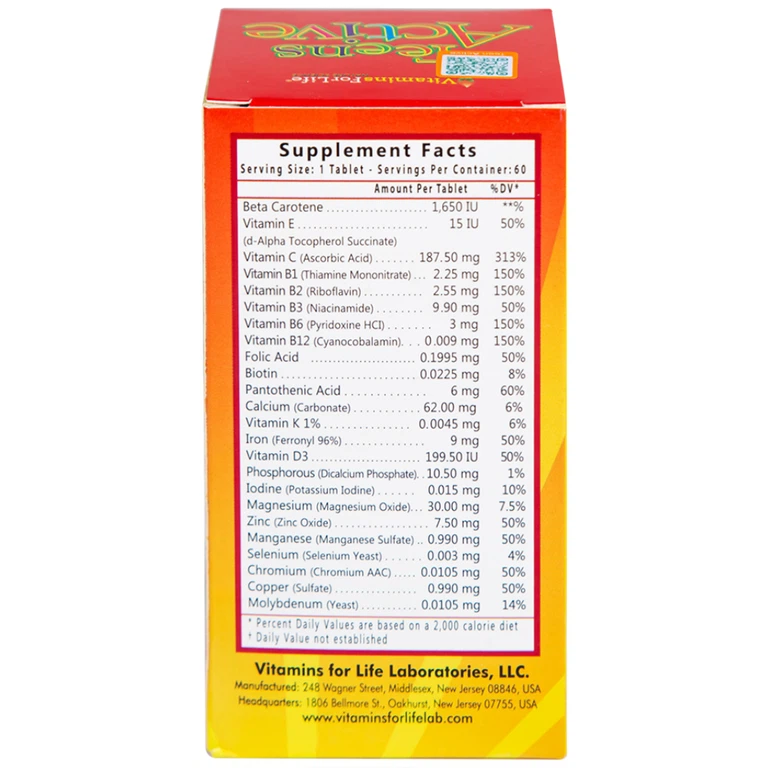 Teens
Active
VitaminsForLife
Supplement Facts
Serving Size: 1 Tablet - Servings Per Container:60
Amount Per Tablet %DV*
Beta Carotene .................... 1,650 IU **%
Vitamin E .......................... 15 IU 50%
(d-Alpha Tocopherol Succinate)
Vitamin C (Ascorbic Acid) ....... 187.50 mg 313%
Vitamin B1 (Thiamine Mononitrate) ... 2.25 mg 150%
Vitamin B2 (Riboflavin) ........... 2.55 mg 150%
Vitamin B3 (Niacinamide) ........ 9.90 mg 50%
Vitamin B6 (Pyridoxine HCl) ....... 3 mg 150%
Vitamin B12 (Cyanocobalamin). . . 0.009 mg 150%
Folic Acid ..................... 0.1995 mg 50%
Biotin .......................... 0.0225 mg 8%
Pantothenic Acid ............. 6 mg 60%
Calcium (Carbonate) ............ 62.00 mg 6%
Vitamin K 1% ................ 0.0045 mg 6%
Iron (Ferronyl 96%) ............. 9 mg 50%
Vitamin D3 ........................ 199.50 IU 50%
Phosphorous (Dicalcium Phosphate). . 10.50 mg 1%
Iodine (Potassium Iodine) ...... 0.015 mg 10%
Magnesium (Magnesium Oxide)... 30.00 mg 7.5%
Zinc (Zinc Oxide) .................. 7.50 mg 50%
Manganese (Manganese Sulfate) .. 0.990 mg 50%
Selenium (Selenium Yeast) ....... 0.003 mg 4%
Chromium (Chromium AAC) ..... 0.0105 mg 50%
Copper (Sulfate) ................ 0.990 mg 50%
Molybdenum (Yeast) ........... 0.0105 mg 14%
* Percent Daily Values are based on a 2,000 calorie diet
† Daily Value not established
Vitamins for Life Laboratories, LLC.
Manufactured: 248 Wagner Street, Middlesex, New Jersey 08846, USA
Headquarters: 1806 Bellmore St., Oakhurst, New Jersey 07755, USA
www.vitaminsforlifelab.com